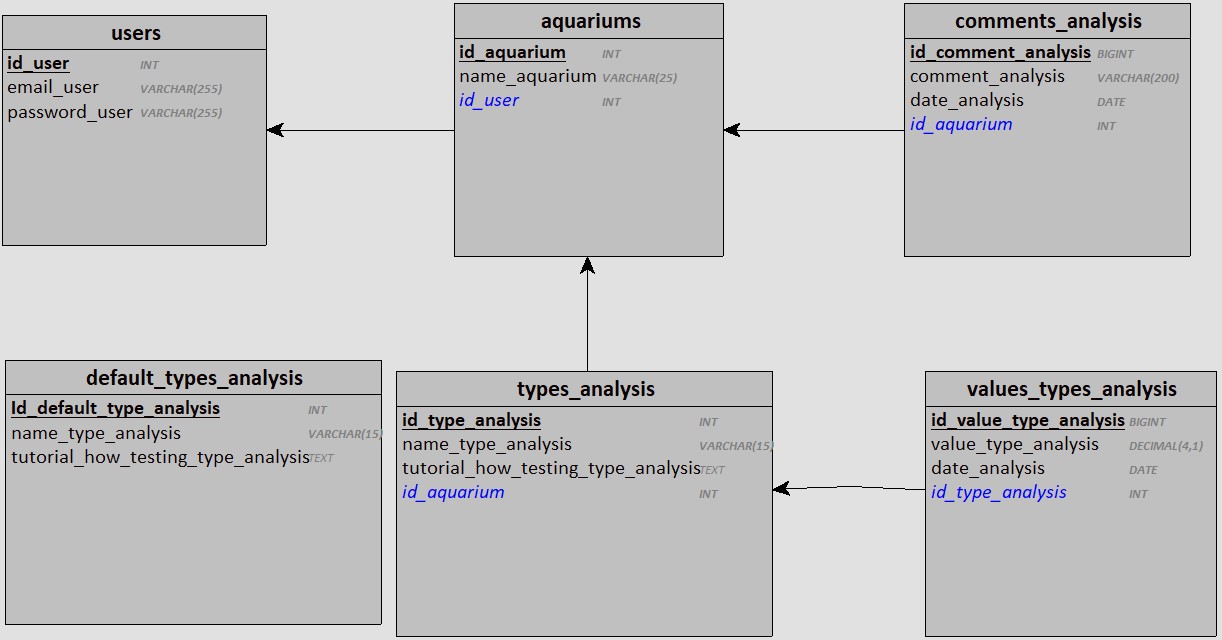 users
id_user INT
email_user VARCHAR(255)
password_user VARCHAR(255)
aquariums
id_aquarium INT
name_aquarium VARCHAR(25)
id_user INT
comments_analysis
id_comment_analysis BIGINT
comment_analysis VARCHAR(200)
date_analysis DATE
id_aquarium INT
default_types_analysis
Id_default_type_analysis INT
name_type_analysis VARCHAR(15)
tutorial_how_testing_type_analysis TEXT
types_analysis
id_type_analysis INT
name_type_analysis VARCHAR(15)
tutorial_how_testing_type_analysis TEXT
id_aquarium INT
values_types_analysis
id_value_type_analysis BIGINT
value_type_analysis DECIMAL(4,1)
date_analysis DATE
id_type_analysis INT